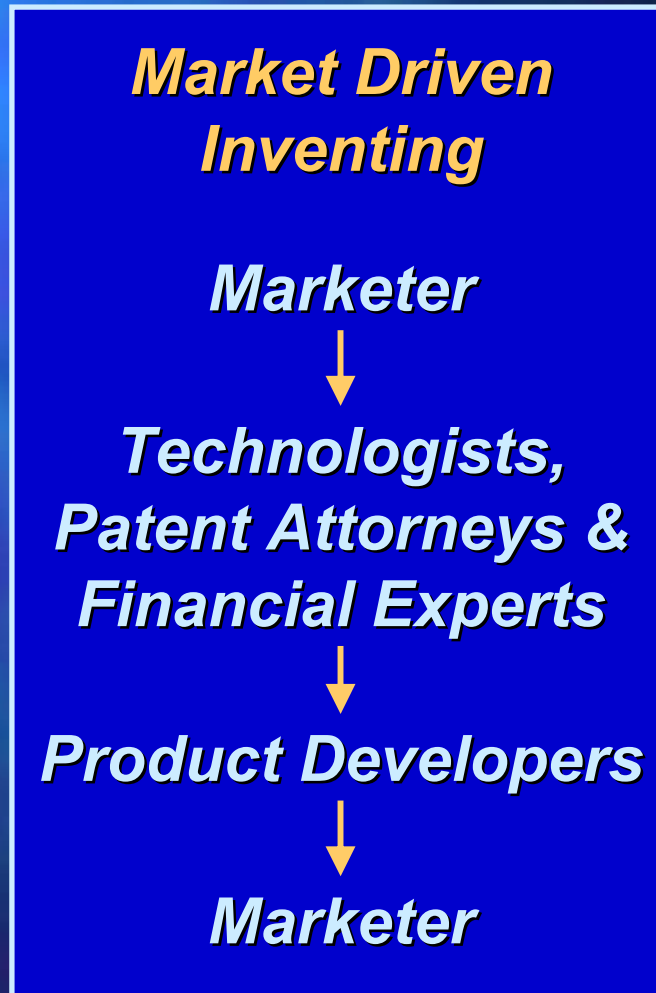 Market Driven
Inventing
Marketer
Technologists,
Patent Attorneys &
Financial Experts
Product Developers
Marketer